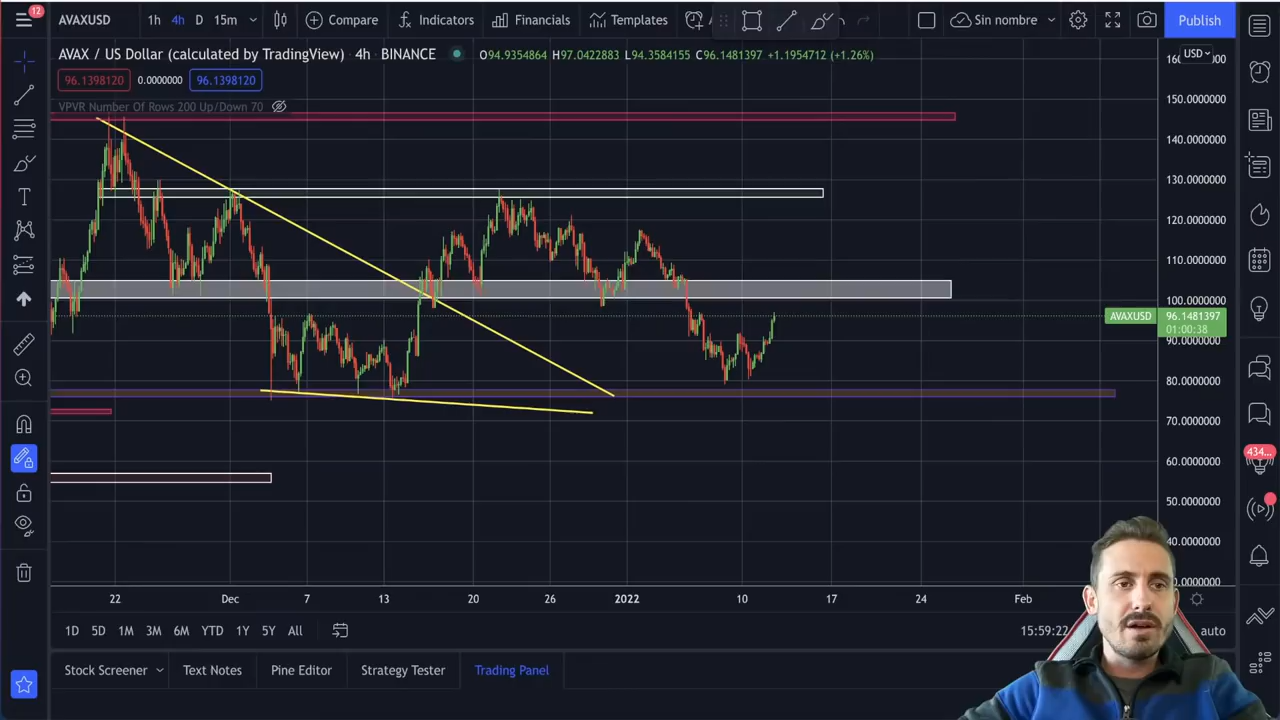 12
AVAXUSD 1h 4h D 15m Compare Indicators Financials Templates Sin nombre Publish
AVAX / US Dollar (calculated by TradingView) · 4h · BINANCE O94.9354864 H97.0422883 L94.3584155 C96.1481397 +1.1954712 (+1.26%)
USD
96.1398120 0.0000000 96.1398120
VPVR Number Of Rows 200 Up/Down 70
150.0000000
140.0000000
130.0000000
120.0000000
110.0000000
100.0000000
AVAXUSD 96.1481397
01:00:38
90.0000000
80.0000000
70.0000000
60.0000000
434...
50.0000000
40.0000000
30.0000000
22 Dec 7 13 20 26 2022 10 17 24 Feb
1D 5D 1M 3M 6M YTD 1Y 5Y All 15:59:22 auto
Stock Screener Text Notes Pine Editor Strategy Tester Trading Panel